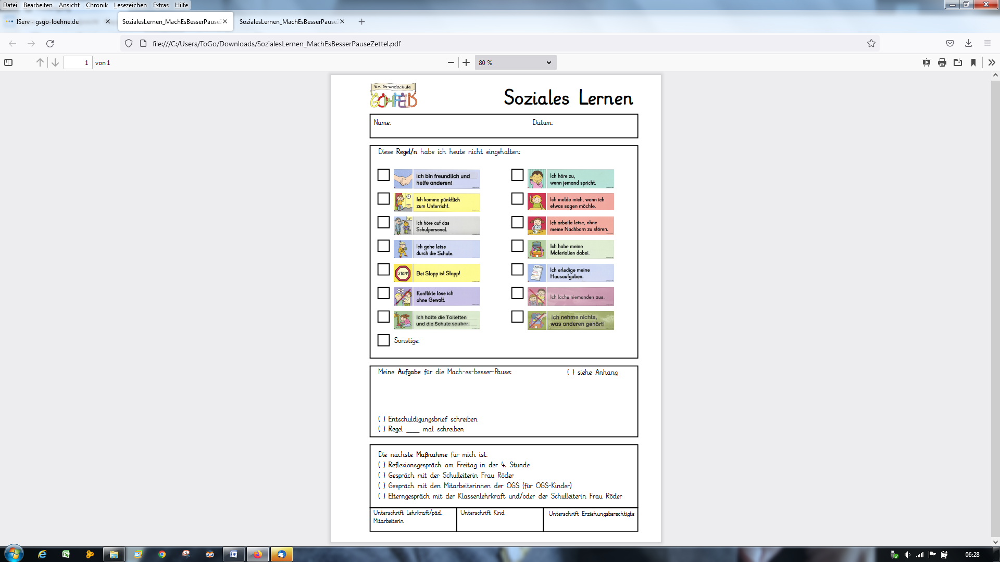 Datei Bearbeiten Ansicht Chronik Lesezeichen Extras Hilfe
IServ - gsgo-loehne.de
SozialesLernen_MachEsBesserPause
SozialesLernen_MachEsBesserPause
file:///C:/Users/ToGo/Downloads/SozialesLernen_MachEsBesserPauseZettel.pdf
1 von 1
80 %
Ev. Grundschule
GOHFELD
Soziales Lernen
Name: Datum:
Diese Regel/n habe ich heute nicht eingehalten:
Ich bin freundlich und
helfe anderen!
Ich höre zu,
wenn jemand spricht.
Ich komme pünktlich
zum Unterricht.
Ich melde mich, wenn ich
etwas sagen möchte.
Ich höre auf das
Schulpersonal.
Ich arbeite leise, ohne
meine Nachbarn zu stören.
Ich gehe leise
durch die Schule.
Ich habe meine
Materialien dabei.
STOPP
Bei Stopp ist Stopp!
Ich erledige meine
Hausaufgaben.
Konflikte löse ich
ohne Gewalt.
Ich lache niemanden aus.
Ich halte die Toiletten
und die Schule sauber.
Ich nehme nichts,
was anderen gehört!
Sonstige:
Meine Aufgabe für die Mach-es-besser-Pause: ( ) siehe Anhang
( ) Entschuldigungsbrief schreiben
( ) Regel ____ mal schreiben
Die nächste Maßnahme für mich ist:
( ) Reflexionsgespräch am Freitag in der 4. Stunde
( ) Gespräch mit der Schulleiterin Frau Röder
( ) Gespräch mit den Mitarbeiterinnen der OGS (für OGS-Kinder)
( ) Elterngespräch mit der Klassenlehrkraft und/oder der Schulleiterin Frau Röder
Unterschrift Lehrkraft/päd.
Mitarbeiterin
Unterschrift Kind
Unterschrift Erziehungsberechtigte
06:28